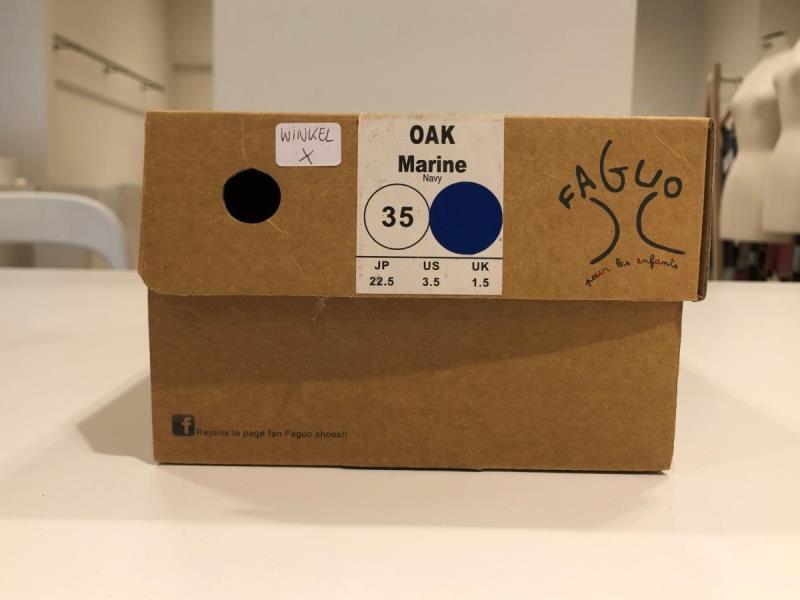 WINKEL
X
OAK
Marine
Navy
35
JP US UK
22.5 3.5 1.5
FAGUO
pour les enfants
f Rejoins ta page fan Faguo shoes!!